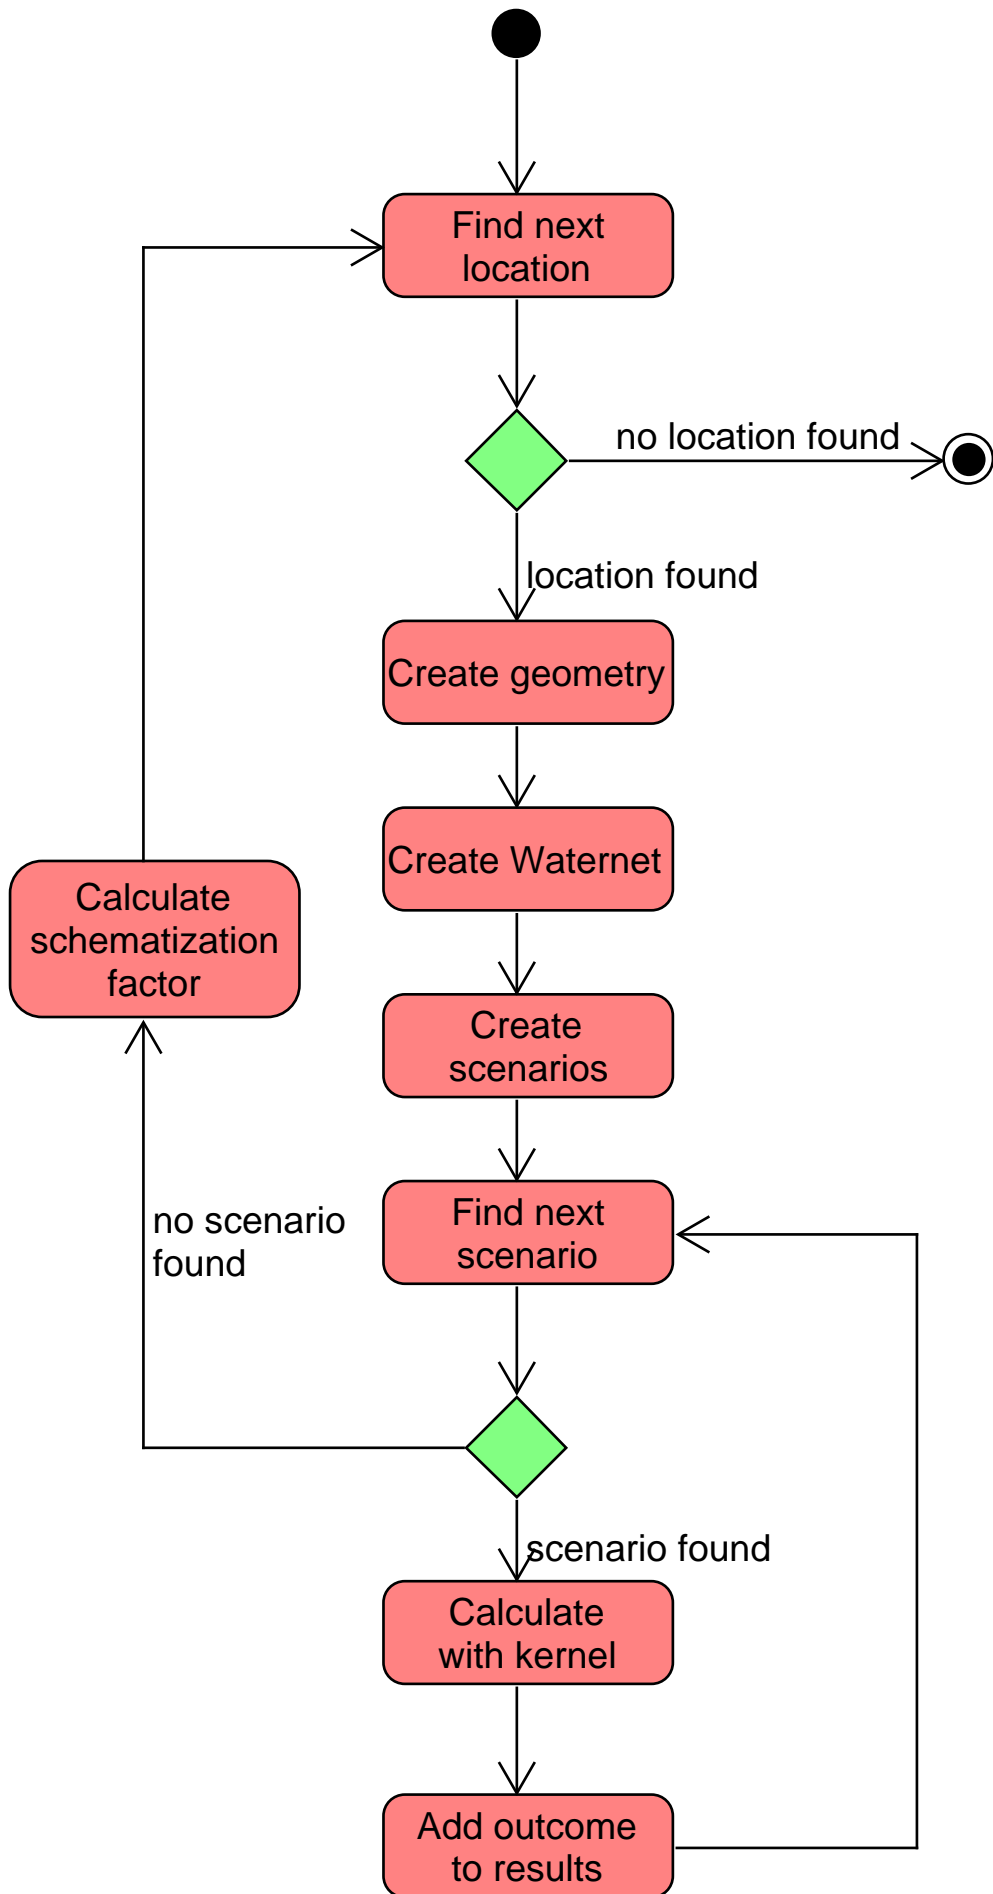 Find next
location
no location found
location found
Create geometry
Create Waternet
Calculate
schematization
factor
Create
scenarios
no scenario
found
Find next
scenario
scenario found
Calculate
with kernel
Add outcome
to results